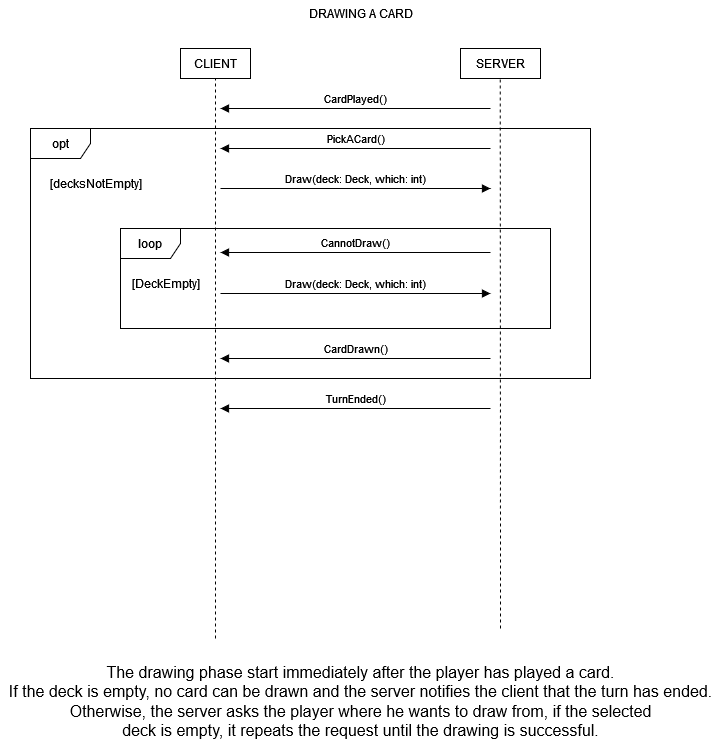 DRAWING A CARD
CLIENT
SERVER
CardPlayed()
opt
PickACard()
[decksNotEmpty]
Draw(deck: Deck, which: int)
loop
CannotDraw()
[DeckEmpty]
Draw(deck: Deck, which: int)
CardDrawn()
TurnEnded()
The drawing phase start immediately after the player has played a card.
If the deck is empty, no card can be drawn and the server notifies the client that the turn has ended.
Otherwise, the server asks the player where he wants to draw from, if the selected
deck is empty, it repeats the request until the drawing is successful.